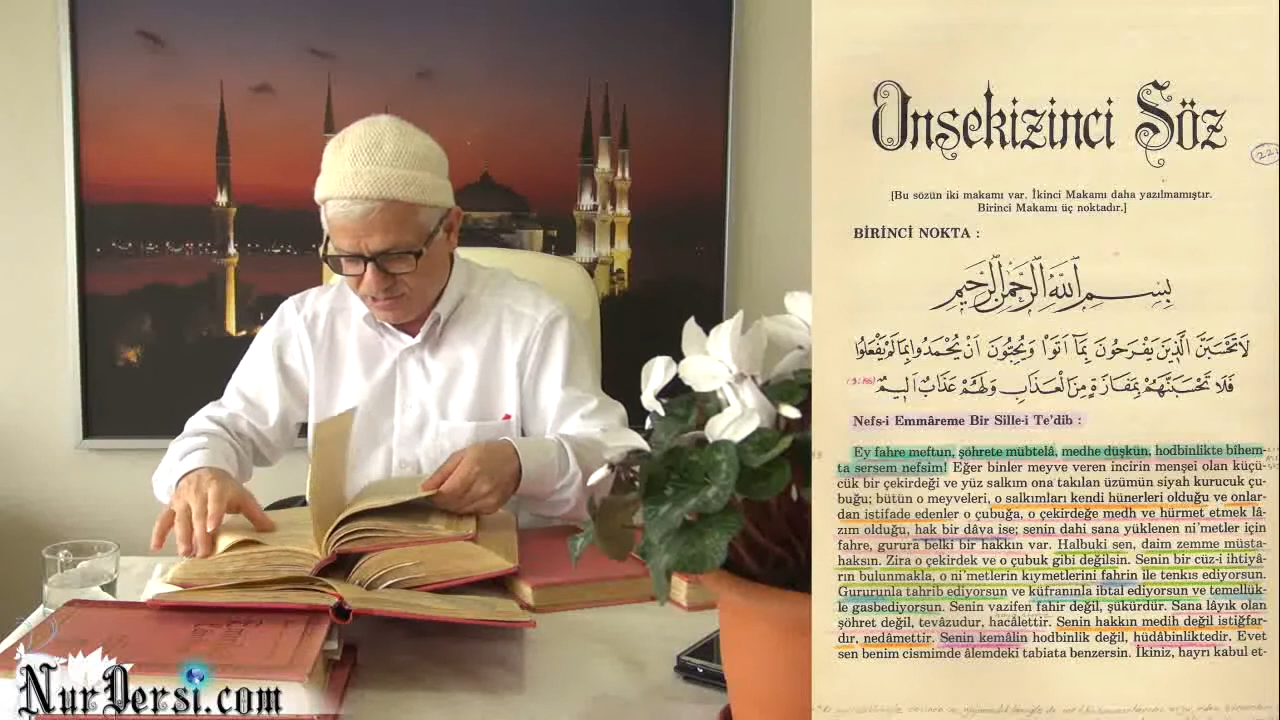 Onsekizinci Söz
[Bu sözün iki makamı var. İkinci Makamı daha yazılmamıştır.
Birinci Makamı üç noktadır.]
BİRİNCİ NOKTA :
بِسْمِ اللّٰهِ الرَّحْمٰنِ الرَّحِيمِ
لَا تَحْسَبَنَّ الَّذِينَ يَفْرَحُونَ بِمَٓا اَتَوْا وَيُحِبُّونَ اَنْ يُحْمَدُوا بِمَا لَمْ يَفْعَلُوا
فَلَا تَحْسَبَنَّهُمْ بِمَفَازَةٍ مِنَ الْعَذَابِ وَلَهُمْ عَذَابٌ اَلِيمٌ
Nefs-i Emmâreme Bir Sille-i Te'dib :
Ey fahre meftun, şöhrete mübtelâ, medhe düşkün, hodbinlikte bîhem-
ta sersem nefsim! Eğer binler meyve veren incirin menşei olan küçü-
cük bir çekirdeği ve yüz salkım ona takılan üzümün siyah kurucuk çu-
buğu; bütün o meyveleri, o salkımları kendi hünerleri olduğu ve onlar-
dan istifade edenler o çubuğa, o çekirdeğe medh ve hürmet etmek lâ-
zım olduğu, hak bir dâva ise; senin dahi sana yüklenen ni'metler için
fahre, gurura belki bir hakkın var. Halbuki sen, daim zemme müsta-
haksın. Zira o çekirdek ve o çubuk gibi değilsin. Senin bir cüz-i ihtiyâ-
rın bulunmakla, o ni'metlerin kıymetlerini fahrin ile tenkıs ediyorsun.
Gururunla tahrib ediyorsun ve küfranınla ibtal ediyorsun ve temellük-
le gasbediyorsun. Senin vazifen fahir değil, şükürdür. Sana lâyık olan
şöhret değil, tevazudur, hacâlettir. Senin hakkın medih değil istiğfar-
dır, nedâmettir. Senin kemâlin hodbinlik değil, hüdâbinliktedir. Evet
sen benim cismimde âlemdeki tabiata benzersin. İkiniz, hayrı kabul et-
NurDersi.com